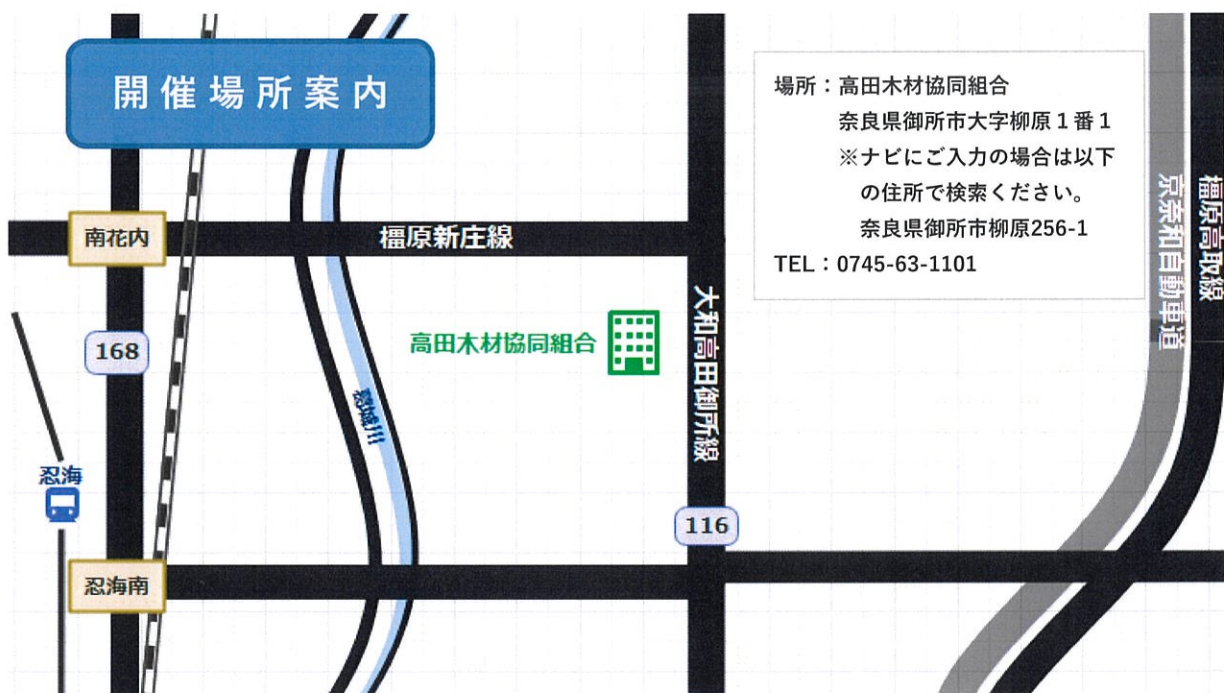 開催場所案内
場所：高田木材協同組合
奈良県御所市大字柳原１番１
※ナビにご入力の場合は以下
の住所で検索ください。
奈良県御所市柳原256-1
TEL：0745-63-1101
南花内
橿原新庄線
168
高田木材協同組合
大和高田御所線
京奈和自動車道
橿原高取線
葛城川
忍海
116
忍海南